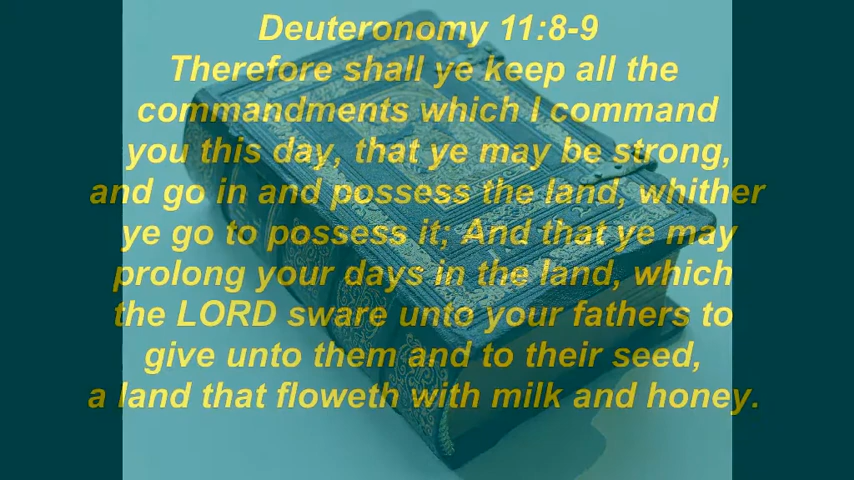 Deuteronomy 11:8-9
Therefore shall ye keep all the
commandments which I command
you this day, that ye may be strong,
and go in and possess the land, whither
ye go to possess it; And that ye may
prolong your days in the land, which
the LORD sware unto your fathers to
give unto them and to their seed,
a land that floweth with milk and honey.